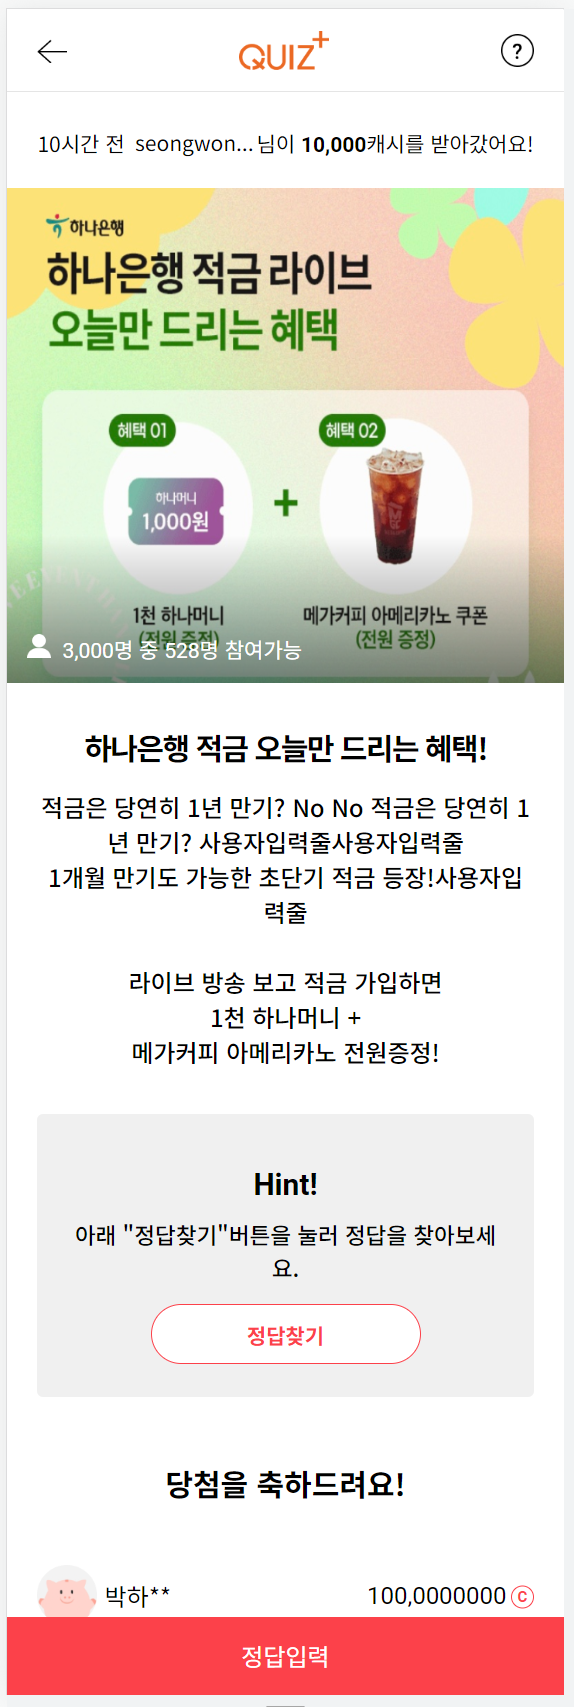 QUIZ+
?
10시간 전 seongwon... 님이 10,000캐시를 받아갔어요!
하나은행
하나은행 적금 라이브
오늘만 드리는 혜택
혜택 01
혜택 02
하나머니
1,000원
+
1천 하나머니
(전원 증정)
메가커피 아메리카노 쿠폰
(전원 증정)
3,000명 중 528명 참여가능
하나은행 적금 오늘만 드리는 혜택!
적금은 당연히 1년 만기? No No 적금은 당연히 1
년 만기? 사용자입력줄사용자입력줄
1개월 만기도 가능한 초단기 적금 등장!사용자입
력줄
라이브 방송 보고 적금 가입하면
1천 하나머니 +
메가커피 아메리카노 전원증정!
Hint!
아래 "정답찾기"버튼을 눌러 정답을 찾아보세
요.
정답찾기
당첨을 축하드려요!
박하**
100,0000000 C
정답입력